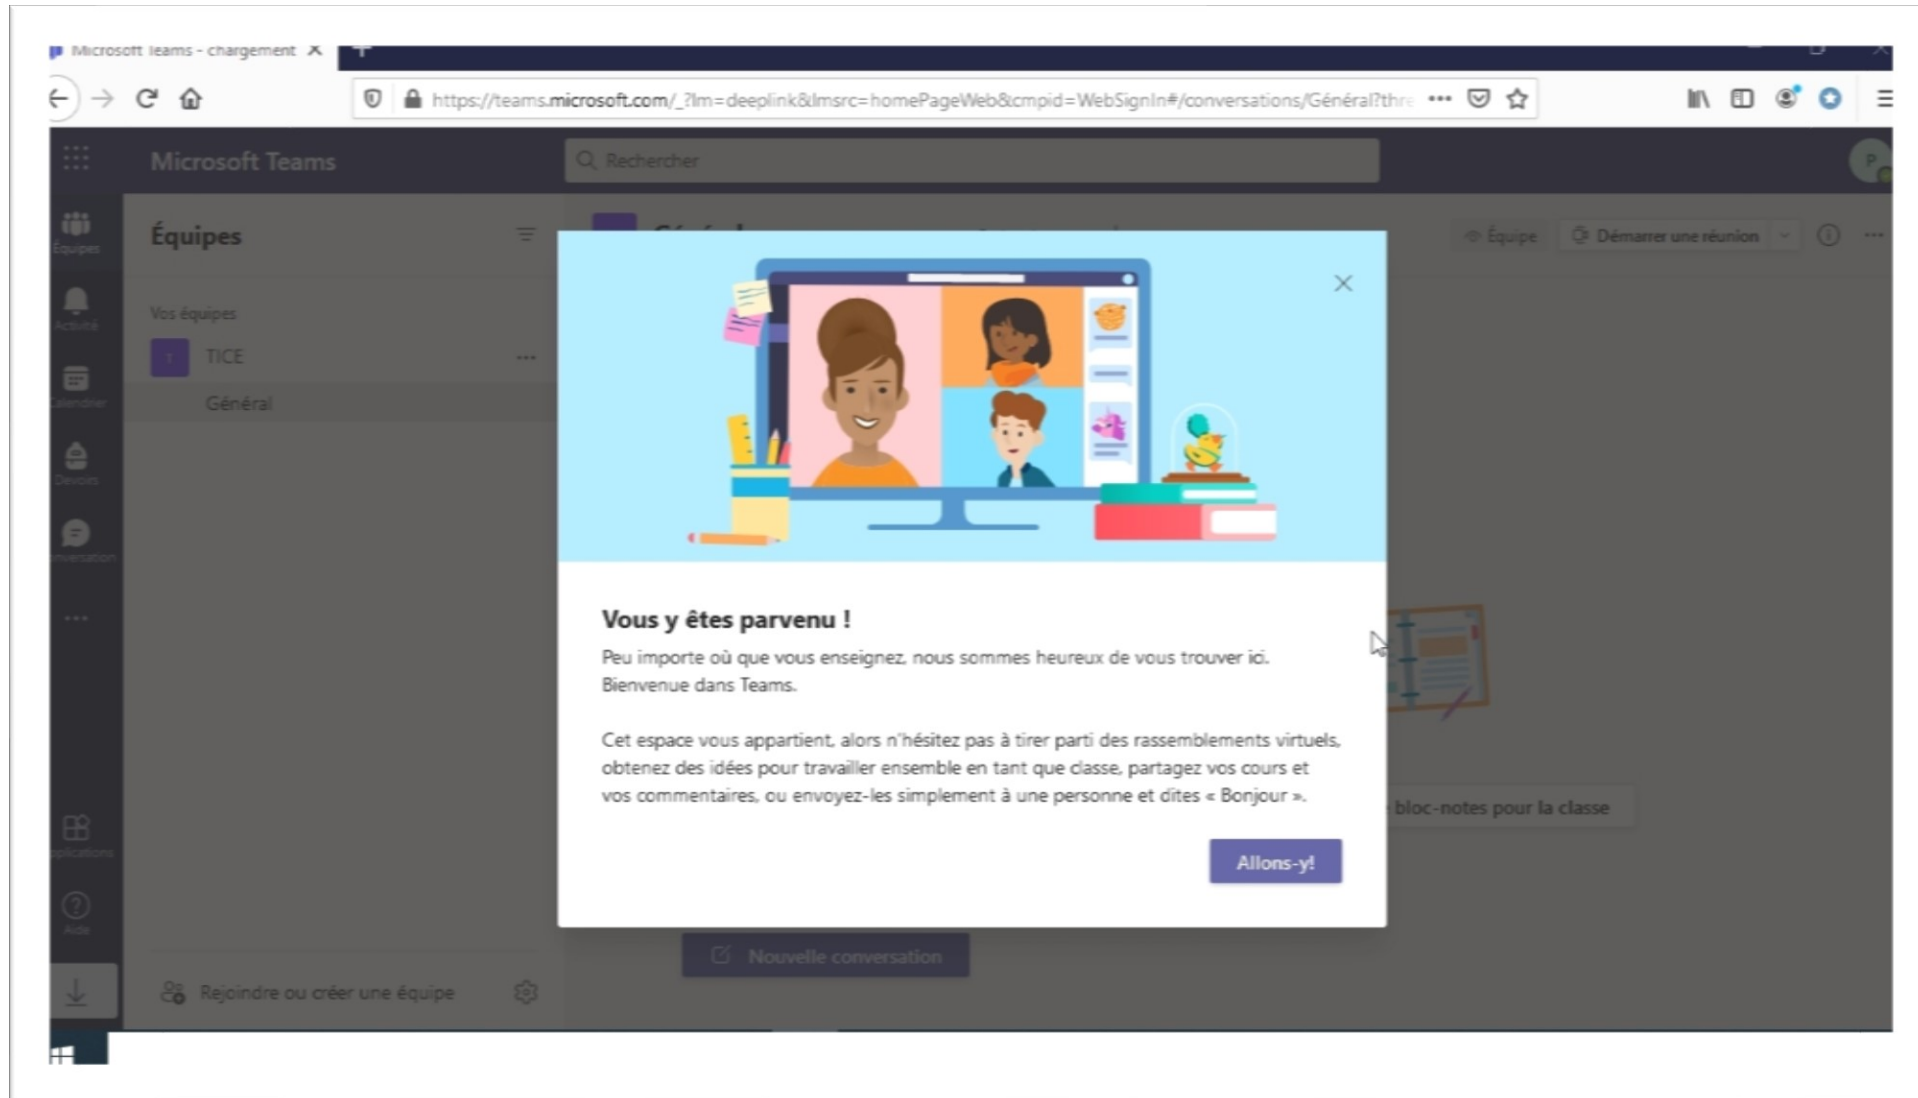 Microsoft Teams - chargement
https://teams.microsoft.com/_?lm=deeplink&lmsrc=homePageWeb&cmpid=WebSignIn#/conversations/Général?thre
Microsoft Teams
Rechercher
P
Équipes
Activité
Calendrier
Devoirs
Aide
Équipes
Vos équipes
TICE
Général
Rejoindre ou créer une équipe
Équipe
Démarrer une réunion
Vous y êtes parvenu !
Peu importe où que vous enseignez, nous sommes heureux de vous trouver ici.
Bienvenue dans Teams.
Cet espace vous appartient, alors n'hésitez pas à tirer parti des rassemblements virtuels,
obtenez des idées pour travailler ensemble en tant que classe, partagez vos cours et
vos commentaires, ou envoyez-les simplement à une personne et dites « Bonjour ».
Allons-y!
bloc-notes pour la classe
Nouvelle conversation